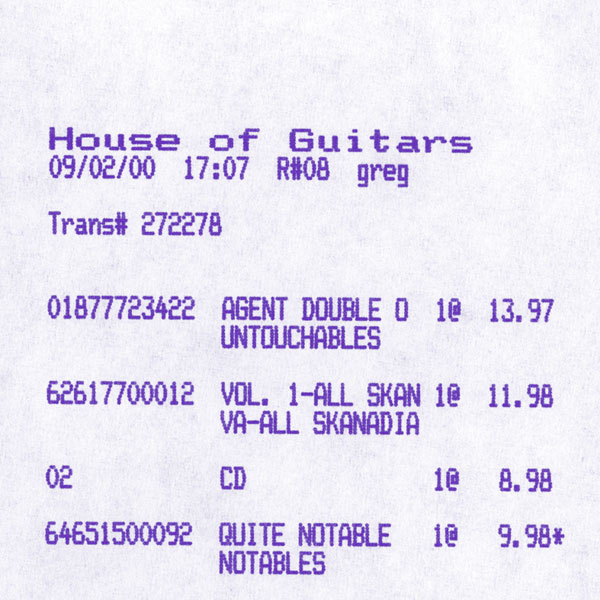 House of Guitars
09/02/00 17:07 R#08 greg
Trans# 272278
01877723422 AGENT DOUBLE O 1@ 13.97
UNTOUCHABLES
62617700012 VOL. 1-ALL SKAN 1@ 11.98
VA-ALL SKANADIA
02 CD 1@ 8.98
64651500092 QUITE NOTABLE 1@ 9.98*
NOTABLES